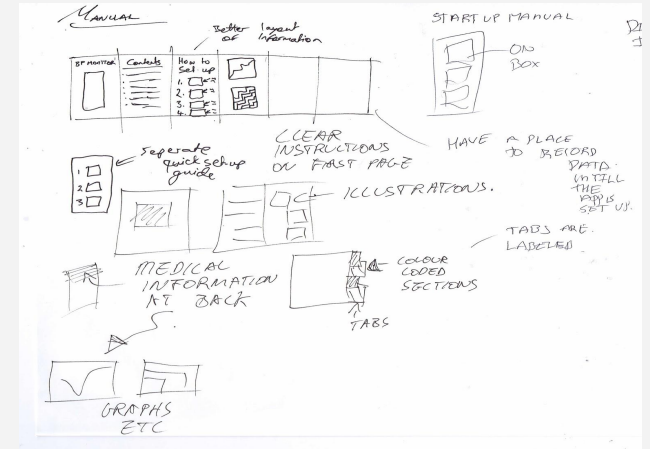 MANUAL
Better layout
of information
BP MONITOR
Contents
How to
Set up
1.
2.
3.
4.
START UP MANUAL
ON
BOX
CLEAR
INSTRUCTIONS
ON FIRST PAGE
HAVE A PLACE
TO RECORD
DATA
UNTILL
THE
APP IS
SET UP.
Seperate
quick setup
guide
1
2
3
ILLUSTRATIONS.
TABS ARE
LABELED
MEDICAL
INFORMATION
AT BACK
COLOUR
CODED
SECTIONS
TABS
GRAPHS
ETC